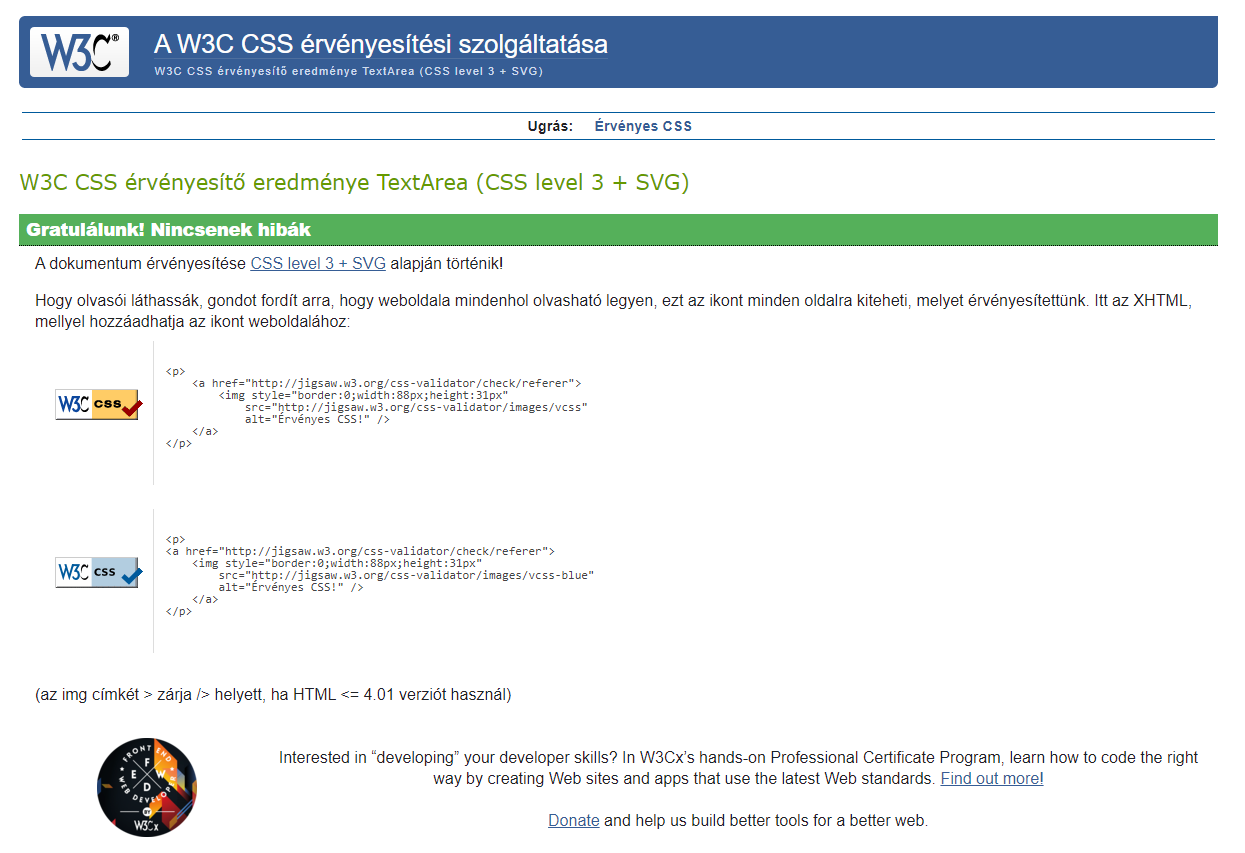 W3C®
A W3C CSS érvényesítési szolgáltatása
W3C CSS érvényesítő eredménye TextArea (CSS level 3 + SVG)
Ugrás: Érvényes CSS
W3C CSS érvényesítő eredménye TextArea (CSS level 3 + SVG)
Gratulálunk! Nincsenek hibák
A dokumentum érvényesítése CSS level 3 + SVG alapján történik!
Hogy olvasói láthassák, gondot fordít arra, hogy weboldala mindenhol olvasható legyen, ezt az ikont minden oldalra kiteheti, melyet érvényesítettünk. Itt az XHTML,
mellyel hozzáadhatja az ikont weboldalához:
W3C css
<p>
<a href="http://jigsaw.w3.org/css-validator/check/referer">
<img style="border:0;width:88px;height:31px"
src="http://jigsaw.w3.org/css-validator/images/vcss"
alt="Érvényes CSS!" />
</a>
</p>
W3C css
<p>
<a href="http://jigsaw.w3.org/css-validator/check/referer">
<img style="border:0;width:88px;height:31px"
src="http://jigsaw.w3.org/css-validator/images/vcss-blue"
alt="Érvényes CSS!" />
</a>
</p>
(az img címkét > zárja /> helyett, ha HTML <= 4.01 verziót használ)
FRONT END
F
E W
D
WEB DEVELOPER
BY
W3Cx
Interested in “developing” your developer skills? In W3Cx’s hands-on Professional Certificate Program, learn how to code the right
way by creating Web sites and apps that use the latest Web standards. Find out more!
Donate and help us build better tools for a better web.